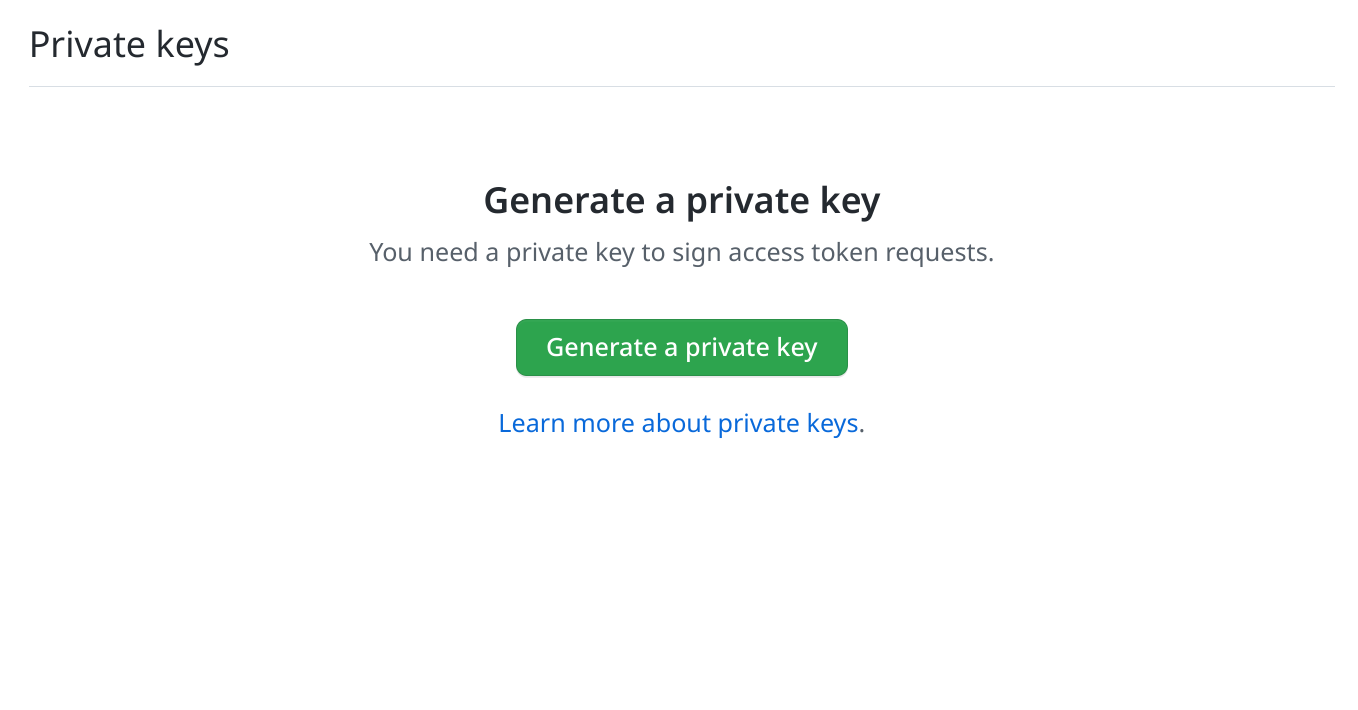 Private keys
Generate a private key
You need a private key to sign access token requests.
Generate a private key
Learn more about private keys.